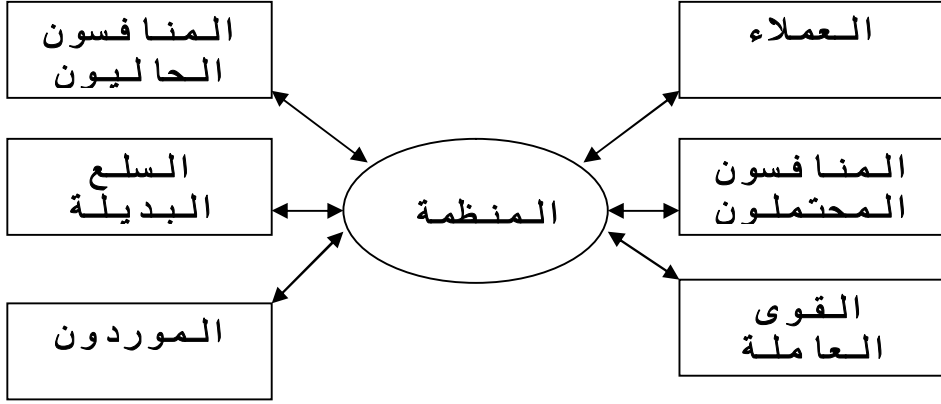 المنافسون
الحاليون
العملاء
السلع
البديلة
المنظمة
المنافسون
المحتملون
الموردون
القوى
العاملة